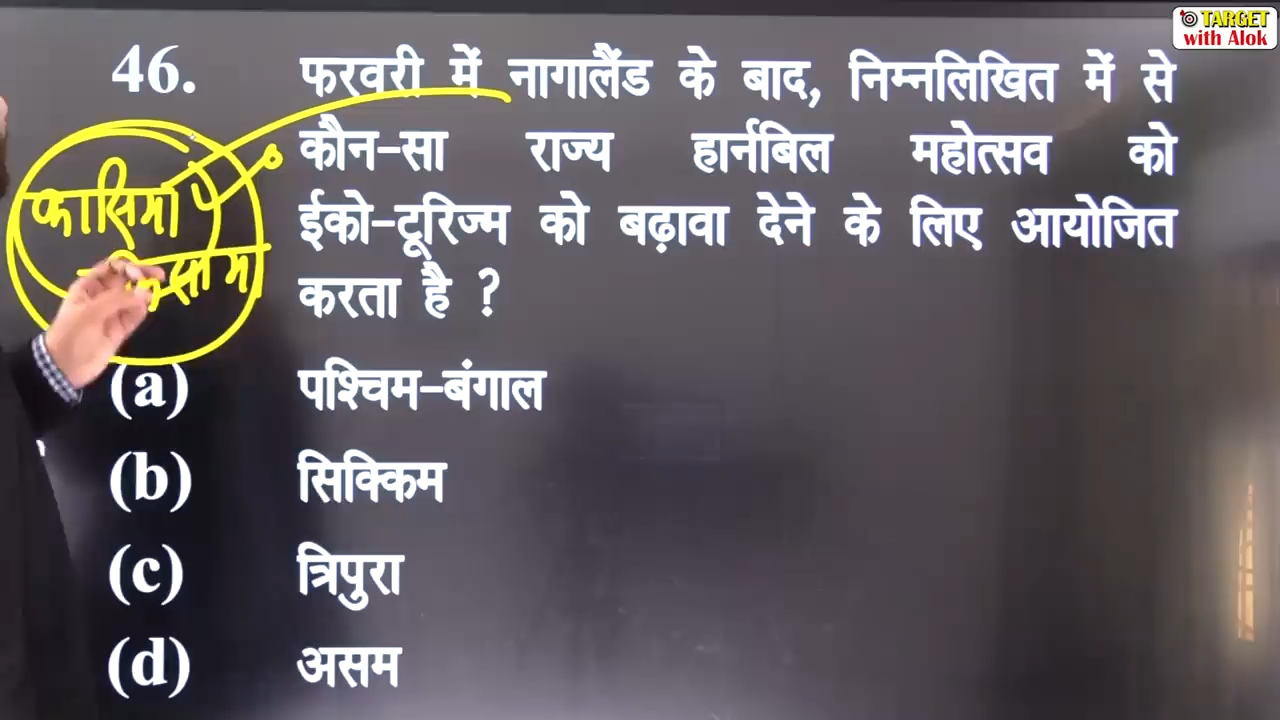 TARGET
with Alok
46. फरवरी में नागालैंड के बाद, निम्नलिखित में से
कौन-सा राज्य हार्नबिल महोत्सव को
ईको-टूरिज्म को बढ़ावा देने के लिए आयोजित
करता है ?
(a) पश्चिम-बंगाल
(b) सिक्किम
(c) त्रिपुरा
(d) असम